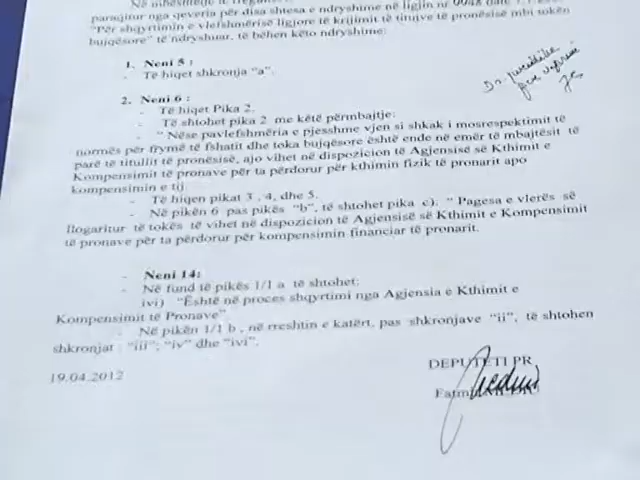 paraqitur nga qeveria për disa shtesa e ndryshime në ligjin nr
"Për shqyrtimin e vlefshmërisë ligjore të krijimit të titujve të pronësisë mbi tokën
bujqësore" të ndryshuar, të bëhen këto ndryshime:
1. Neni 5 :
- Të hiqet shkronja "a".
2. Neni 6 :
- Të hiqet Pika 2.
- Të shtohet pika 2 me këtë përmbajtje:
- " Nëse pavlefshmëria e pjesshme vjen si shkak i mosrespektimit të
normës për frymë të fshatit dhe toka bujqësore është ende në emër të mbajtësit të
parë të titullit të pronësisë, ajo vihet në dispozicion të Agjensisë së Kthimit e
Kompensimit të pronave për ta përdorur për kthimin fizik të pronarit apo
kompensimin e tij
- Të hiqen pikat 3 , 4, dhe 5.
- Në pikën 6 pas pikës "b", të shtohet pika c). " Pagesa e vlerës së
llogaritur të tokës të vihet në dispozicion të Agjensisë së Kthimit e Kompensimit
të pronave për ta përdorur për kompensimin financiar të pronarit.
- Neni 14:
- Në fund të pikës 1/1 a të shtohet:
ivi) "Është në proces shqyrtimi nga Agjensia e Kthimit e
Kompensimit të Pronave"
- Në pikën 1/1 b , në rreshtin e katërt, pas shkronjave "ii", të shtohen
shkronjat : "iii"; "iv" dhe "ivi".
19.04.2012
DEPUTETI PR